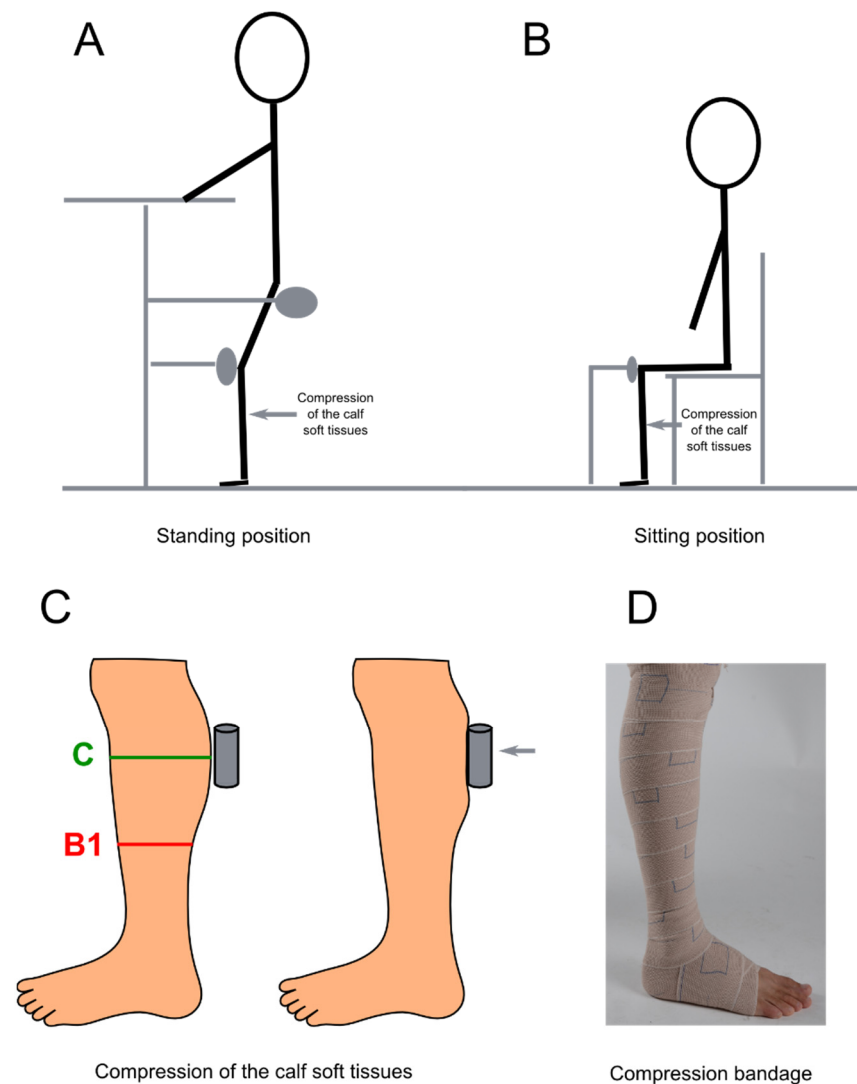 A
B
Compression
of the calf
soft tissues
Compression
of the calf
soft tissues
Standing position
Sitting position
C
D
C
B1
Compression of the calf soft tissues
Compression bandage